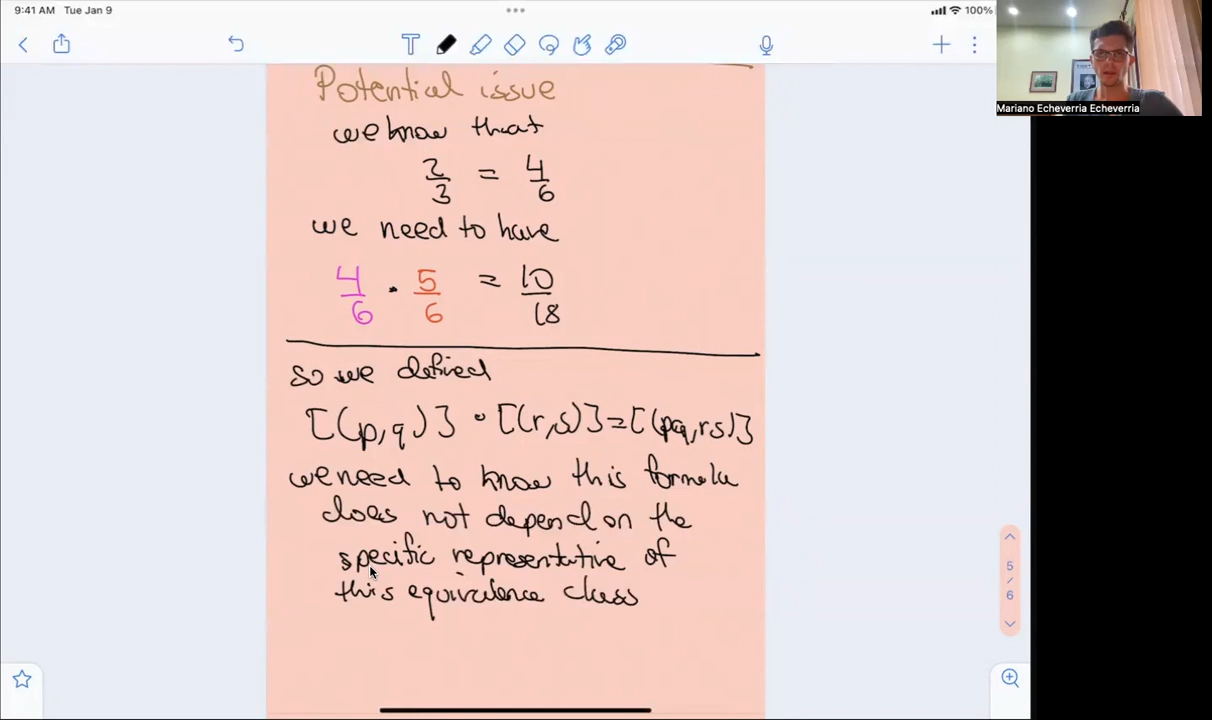 9:41 AM Tue Jan 9
100%
Mariano Echeverria Echeverria
Potential issue
we know that
2/3 = 4/6
we need to have
4/6 · 5/6 = 10/18
so we defined
[(p,q)] · [(r,s)] = [(pq,rs)]
we need to know this formula
does not depend on the
specific representative of
this equivalence class
5
/
6